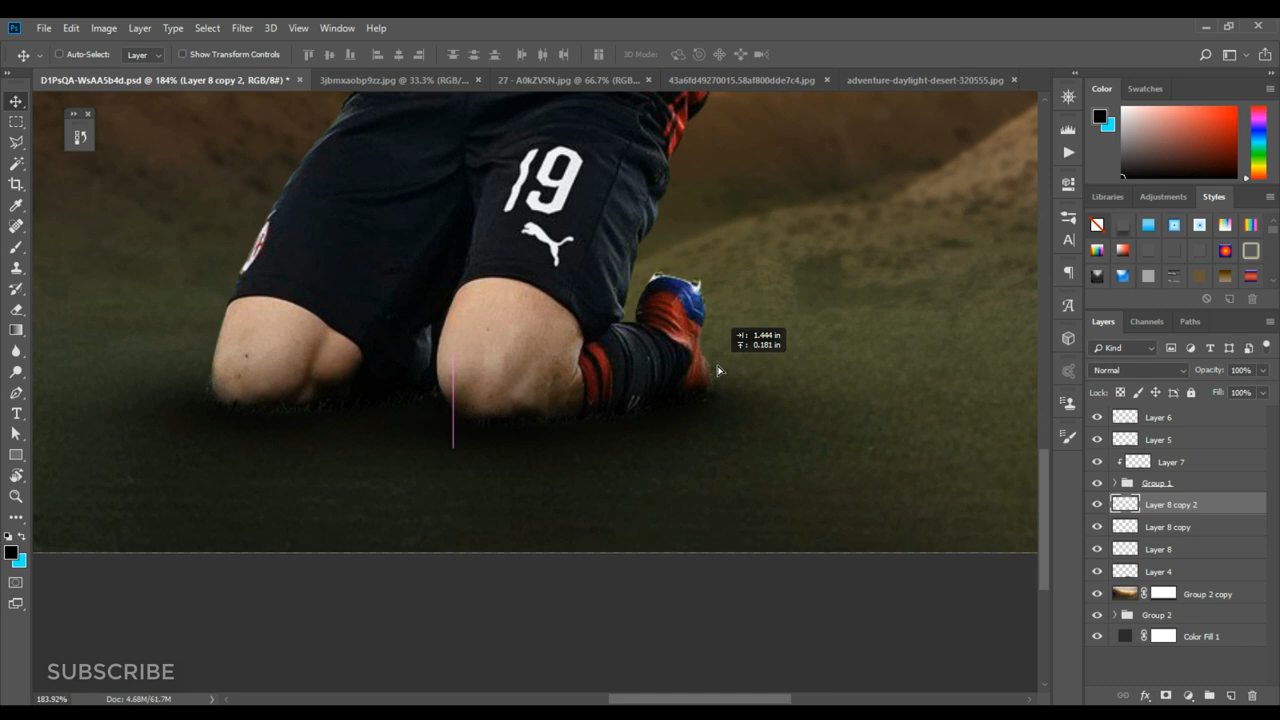 Ps File Edit Image Layer Type Select Filter 3D View Window Help
Auto-Select: Layer Show Transform Controls 3D Mode:
D1PsQA-WsAA5b4d.psd @ 184% (Layer 8 copy 2, RGB/8#) * 3jbmxaobp9zz.jpg @ 33.3% (RGB/... 27 - A0kZVSN.jpg @ 66.7% (RGB... 43a6fd49270015.58af800dde7c4.jpg adventure-daylight-desert-320555.jpg
Color Swatches
19
Libraries Adjustments Styles
1.444 in
0.181 in
Layers Channels Paths
Kind
Normal Opacity: 100%
Lock: Fill: 100%
Layer 6
Layer 5
Layer 7
Group 1
Layer 8 copy 2
Layer 8 copy
Layer 8
Layer 4
Group 2 copy
Group 2
Color Fill 1
SUBSCRIBE
183.92% Doc: 4.68M/61.7M